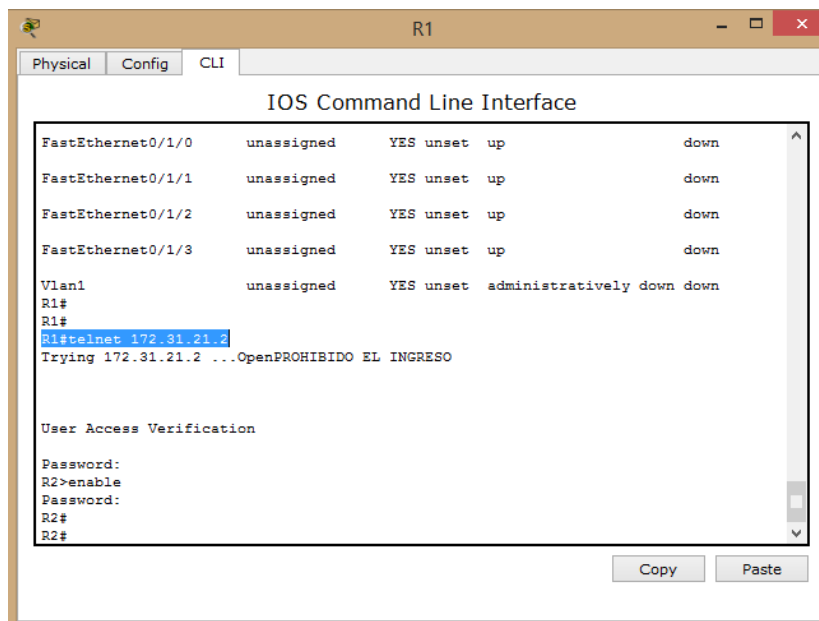 R1
Physical Config CLI
IOS Command Line Interface
FastEthernet0/1/0 unassigned YES unset up down
FastEthernet0/1/1 unassigned YES unset up down
FastEthernet0/1/2 unassigned YES unset up down
FastEthernet0/1/3 unassigned YES unset up down
Vlan1 unassigned YES unset administratively down down
R1#
R1#
R1#telnet 172.31.21.2
Trying 172.31.21.2 ...OpenPROHIBIDO EL INGRESO
User Access Verification
Password:
R2>enable
Password:
R2#
R2#
Copy Paste